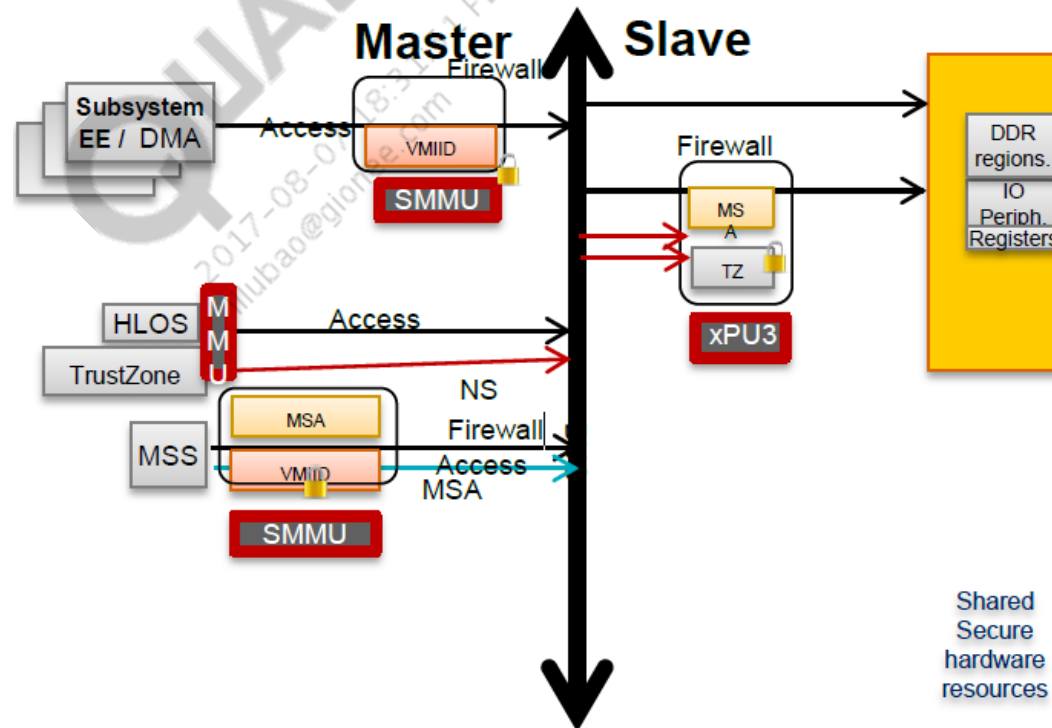 Master
Slave
Firewall
Subsystem
EE / DMA
Access
VMIID
SMMU
Firewall
MS
A
TZ
xPU3
DDR
regions.
IO
Periph.
Registers
HLOS
M
M
U
Access
TrustZone
NS
MSA
Firewall
MSS
VMIID
Access
MSA
SMMU
Shared
Secure
hardware
resources